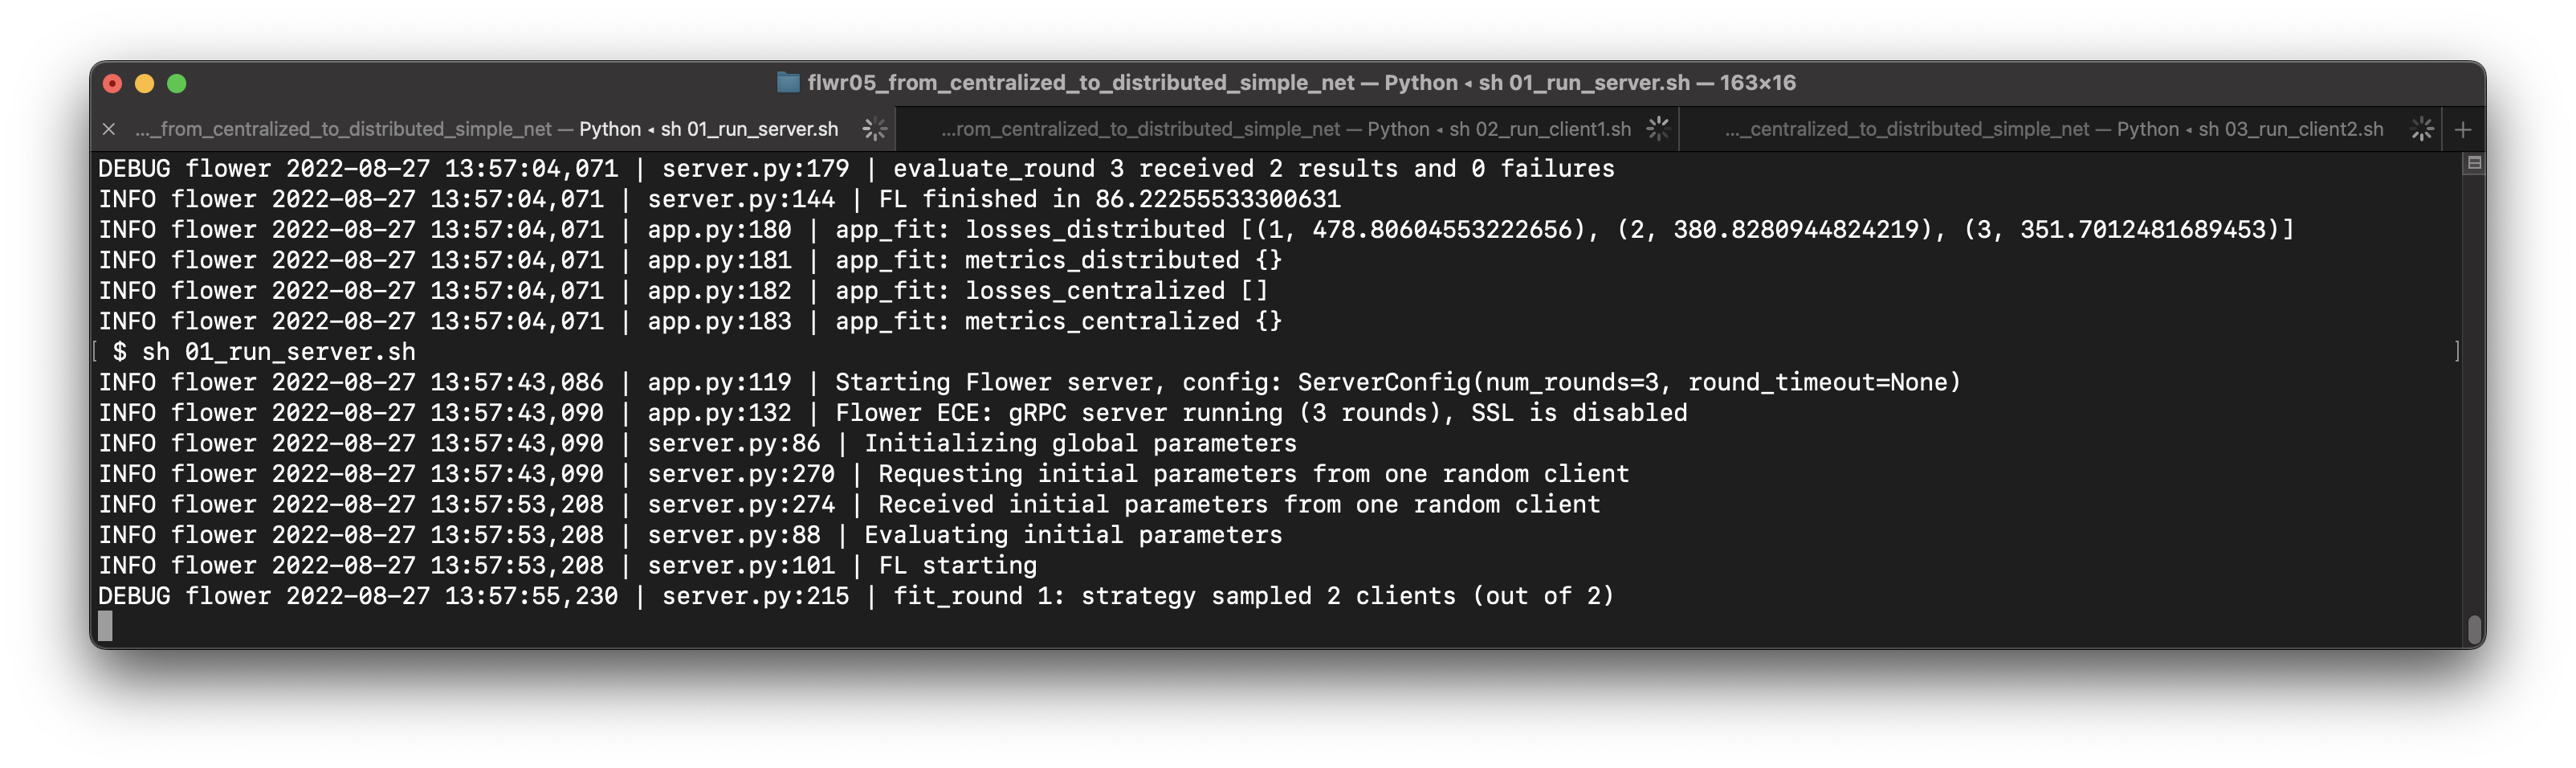 flwr05_from_centralized_to_distributed_simple_net — Python ◂ sh 01_run_server.sh — 163×16
..._from_centralized_to_distributed_simple_net — Python ◂ sh 01_run_server.sh
...rom_centralized_to_distributed_simple_net — Python ◂ sh 02_run_client1.sh
..._centralized_to_distributed_simple_net — Python ◂ sh 03_run_client2.sh
DEBUG flower 2022-08-27 13:57:04,071 | server.py:179 | evaluate_round 3 received 2 results and 0 failures
INFO flower 2022-08-27 13:57:04,071 | server.py:144 | FL finished in 86.22255533300631
INFO flower 2022-08-27 13:57:04,071 | app.py:180 | app_fit: losses_distributed [(1, 478.80604553222656), (2, 380.8280944824219), (3, 351.7012481689453)]
INFO flower 2022-08-27 13:57:04,071 | app.py:181 | app_fit: metrics_distributed {}
INFO flower 2022-08-27 13:57:04,071 | app.py:182 | app_fit: losses_centralized []
INFO flower 2022-08-27 13:57:04,071 | app.py:183 | app_fit: metrics_centralized {}
[ $ sh 01_run_server.sh ]
INFO flower 2022-08-27 13:57:43,086 | app.py:119 | Starting Flower server, config: ServerConfig(num_rounds=3, round_timeout=None)
INFO flower 2022-08-27 13:57:43,090 | app.py:132 | Flower ECE: gRPC server running (3 rounds), SSL is disabled
INFO flower 2022-08-27 13:57:43,090 | server.py:86 | Initializing global parameters
INFO flower 2022-08-27 13:57:43,090 | server.py:270 | Requesting initial parameters from one random client
INFO flower 2022-08-27 13:57:53,208 | server.py:274 | Received initial parameters from one random client
INFO flower 2022-08-27 13:57:53,208 | server.py:88 | Evaluating initial parameters
INFO flower 2022-08-27 13:57:53,208 | server.py:101 | FL starting
DEBUG flower 2022-08-27 13:57:55,230 | server.py:215 | fit_round 1: strategy sampled 2 clients (out of 2)